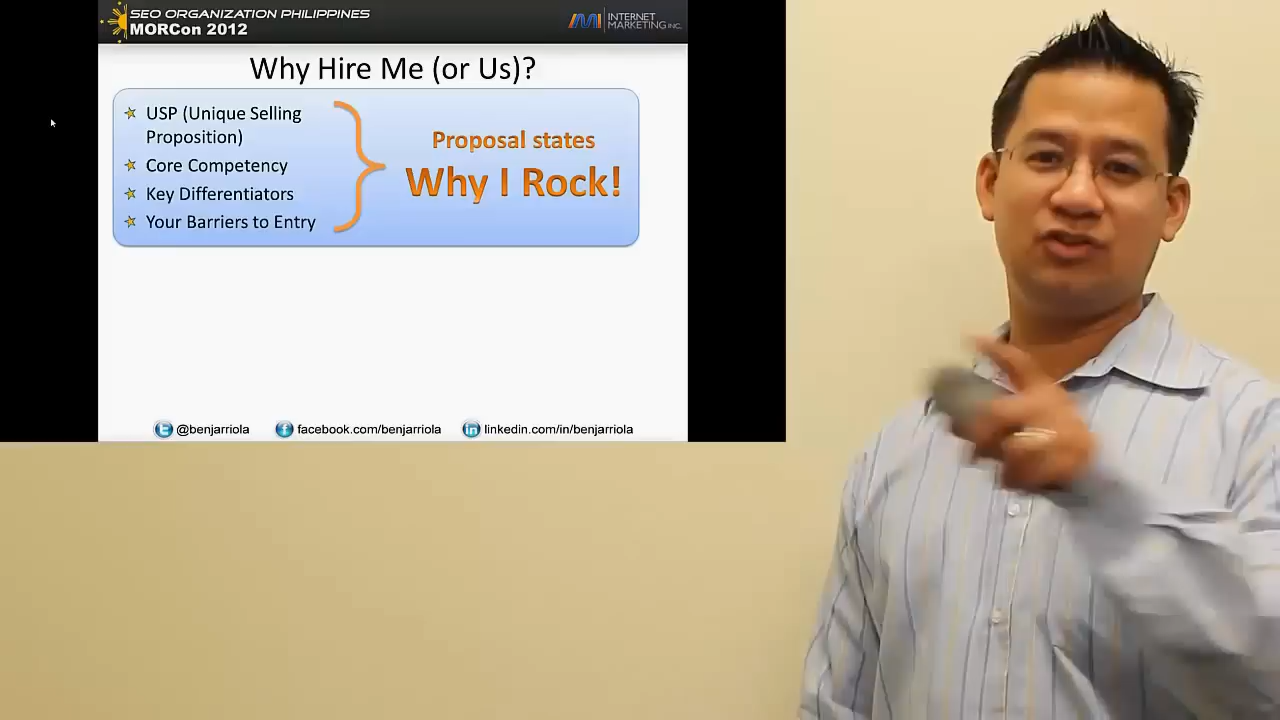 SEO ORGANIZATION PHILIPPINES
MORCon 2012
INTERNET
MARKETING INC.
Why Hire Me (or Us)?
USP (Unique Selling
Proposition)
Core Competency
Key Differentiators
Your Barriers to Entry
Proposal states
Why I Rock!
@benjarriola
facebook.com/benjarriola
linkedin.com/in/benjarriola